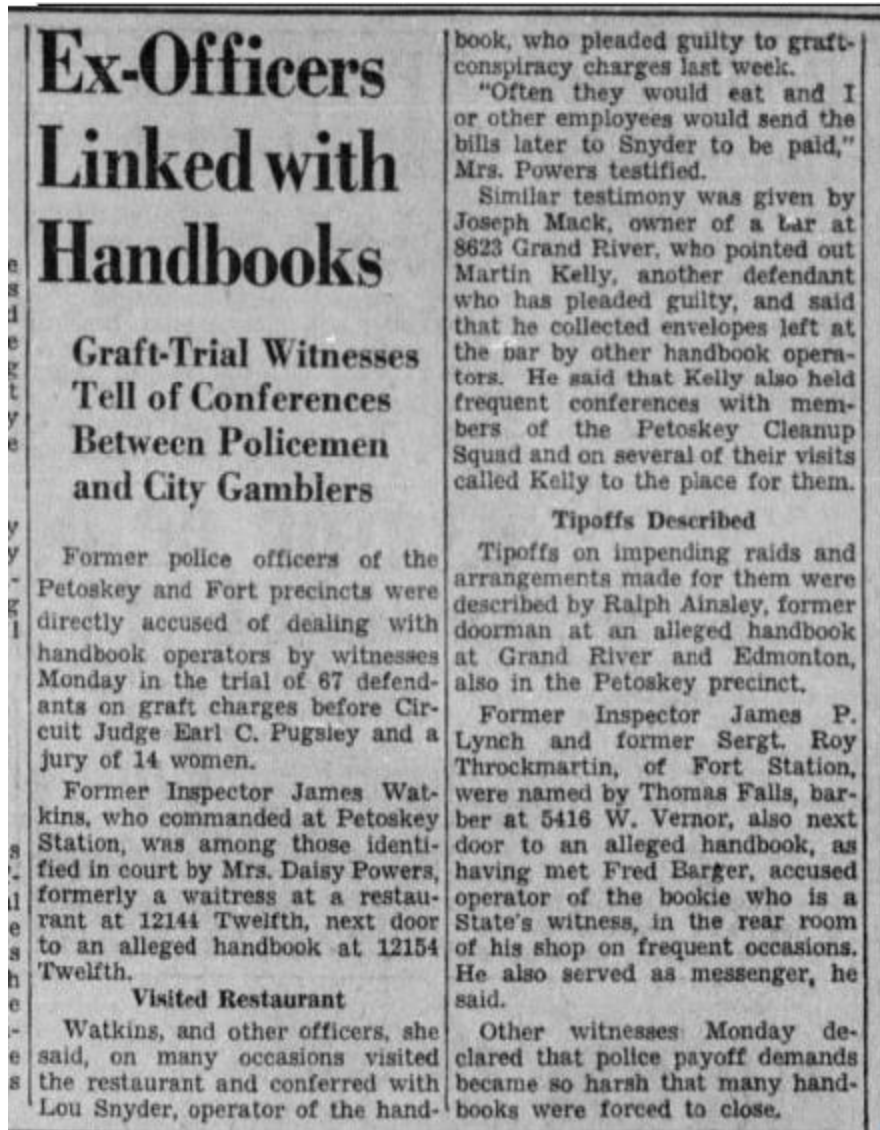 Ex-Officers
Linked with
Handbooks
Graft-Trial Witnesses
Tell of Conferences
Between Policemen
and City Gamblers
Former police officers of the
Petoskey and Fort precincts were
directly accused of dealing with
handbook operators by witnesses
Monday in the trial of 67 defend-
ants on graft charges before Cir-
cuit Judge Earl C. Pugsley and a
jury of 14 women.
Former Inspector James Wat-
kins, who commanded at Petoskey
Station, was among those identi-
fied in court by Mrs. Daisy Powers,
formerly a waitress at a restau-
rant at 12144 Twelfth, next door
to an alleged handbook at 12154
Twelfth.
Visited Restaurant
Watkins, and other officers, she
said, on many occasions visited
the restaurant and conferred with
Lou Snyder, operator of the hand-
book, who pleaded guilty to graft-
conspiracy charges last week.
"Often they would eat and I
or other employees would send the
bills later to Snyder to be paid,"
Mrs. Powers testified.
Similar testimony was given by
Joseph Mack, owner of a bar at
8623 Grand River, who pointed out
Martin Kelly, another defendant
who has pleaded guilty, and said
that he collected envelopes left at
the bar by other handbook opera-
tors. He said that Kelly also held
frequent conferences with mem-
bers of the Petoskey Cleanup
Squad and on several of their visits
called Kelly to the place for them.
Tipoffs Described
Tipoffs on impending raids and
arrangements made for them were
described by Ralph Ainsley, former
doorman at an alleged handbook
at Grand River and Edmonton,
also in the Petoskey precinct.
Former Inspector James P.
Lynch and former Sergt. Roy
Throckmartin, of Fort Station,
were named by Thomas Falls, bar-
ber at 5416 W. Vernor, also next
door to an alleged handbook, as
having met Fred Barger, accused
operator of the bookie who is a
State's witness, in the rear room
of his shop on frequent occasions.
He also served as messenger, he
said.
Other witnesses Monday de-
clared that police payoff demands
became so harsh that many hand-
books were forced to close.